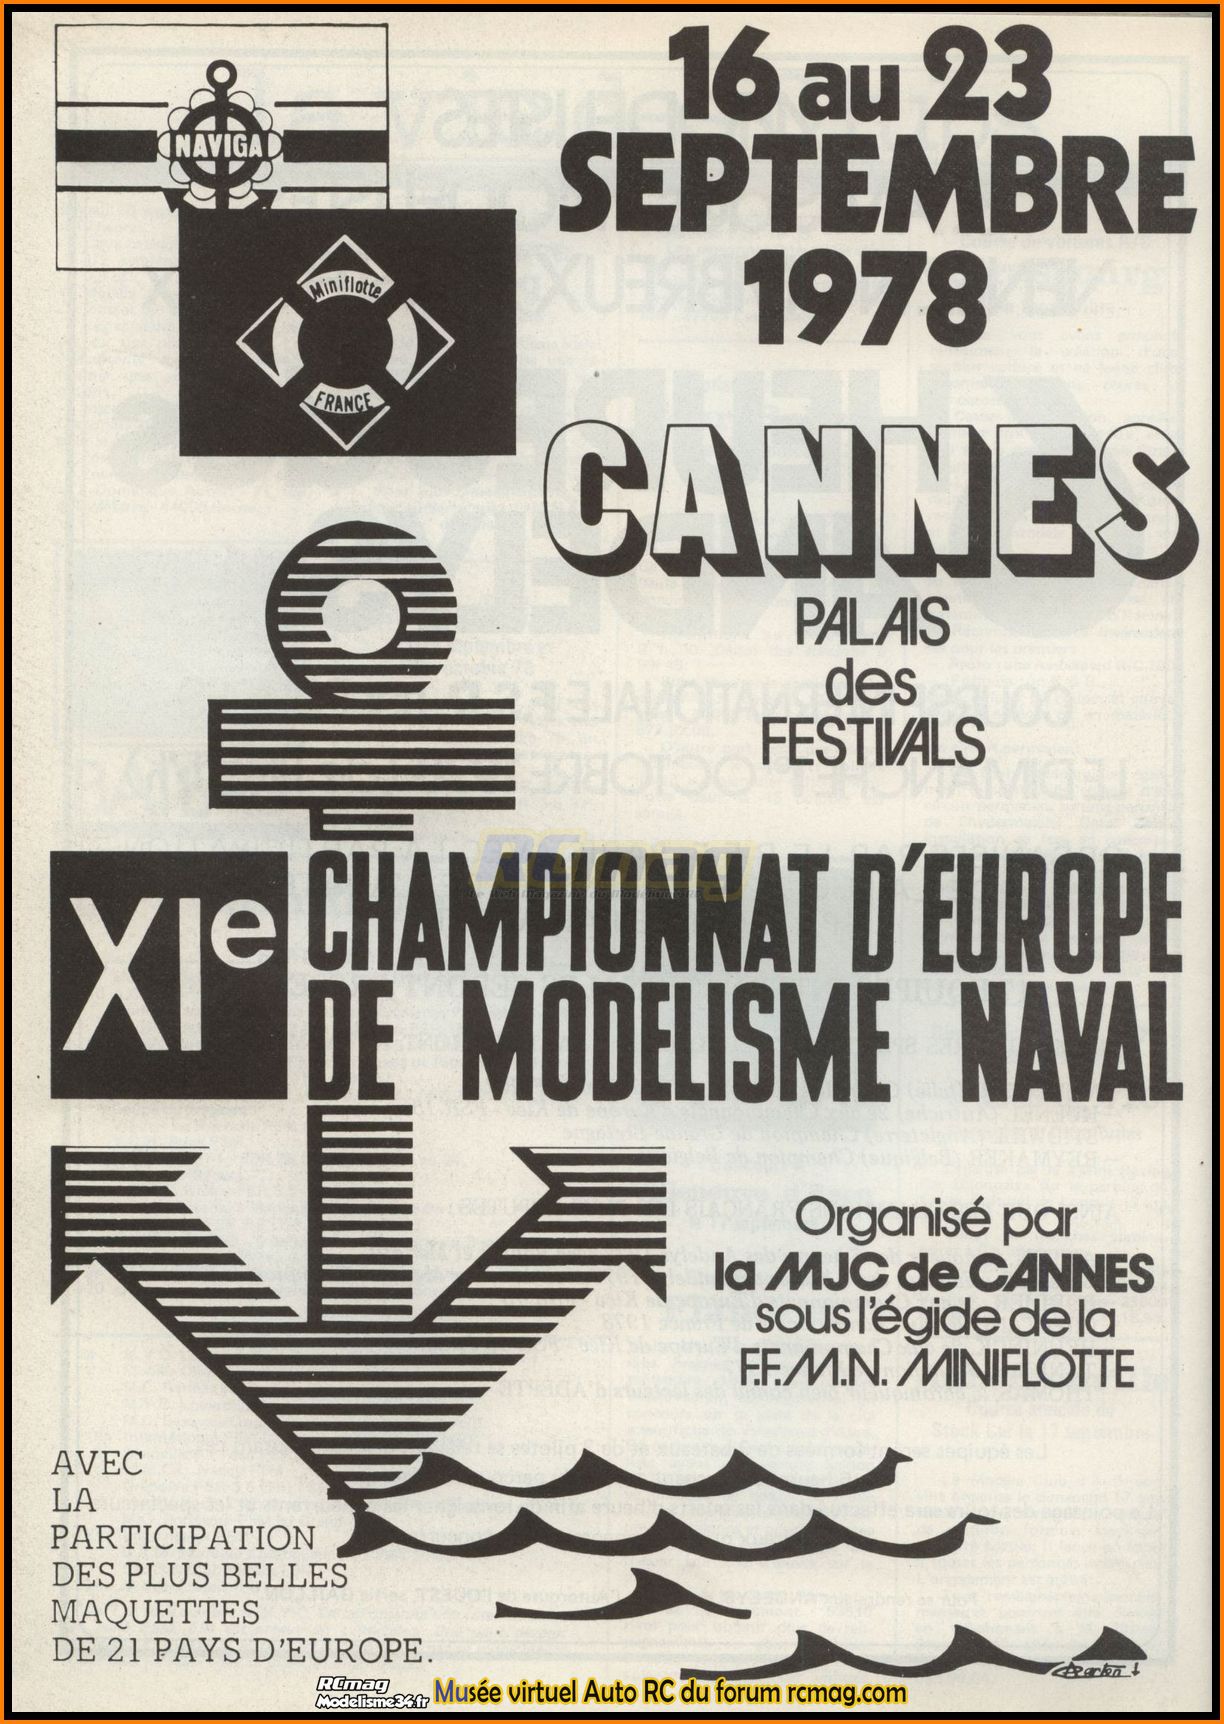 NAVIGA
Miniflotte
FRANCE
16 au 23
SEPTEMBRE
1978
CANNES
PALAIS
des
FESTIVALS
RCmag
XIe CHAMPIONNAT D'EUROPE
DE MODELISME NAVAL
Organisé par
la MJC de CANNES
sous l'égide de la
F.F.M.N. MINIFLOTTE
AVEC
LA
PARTICIPATION
DES PLUS BELLES
MAQUETTES
DE 21 PAYS D'EUROPE.
RCmag
Modelisme34.fr
Musée virtuel Auto RC du forum rcmag.com